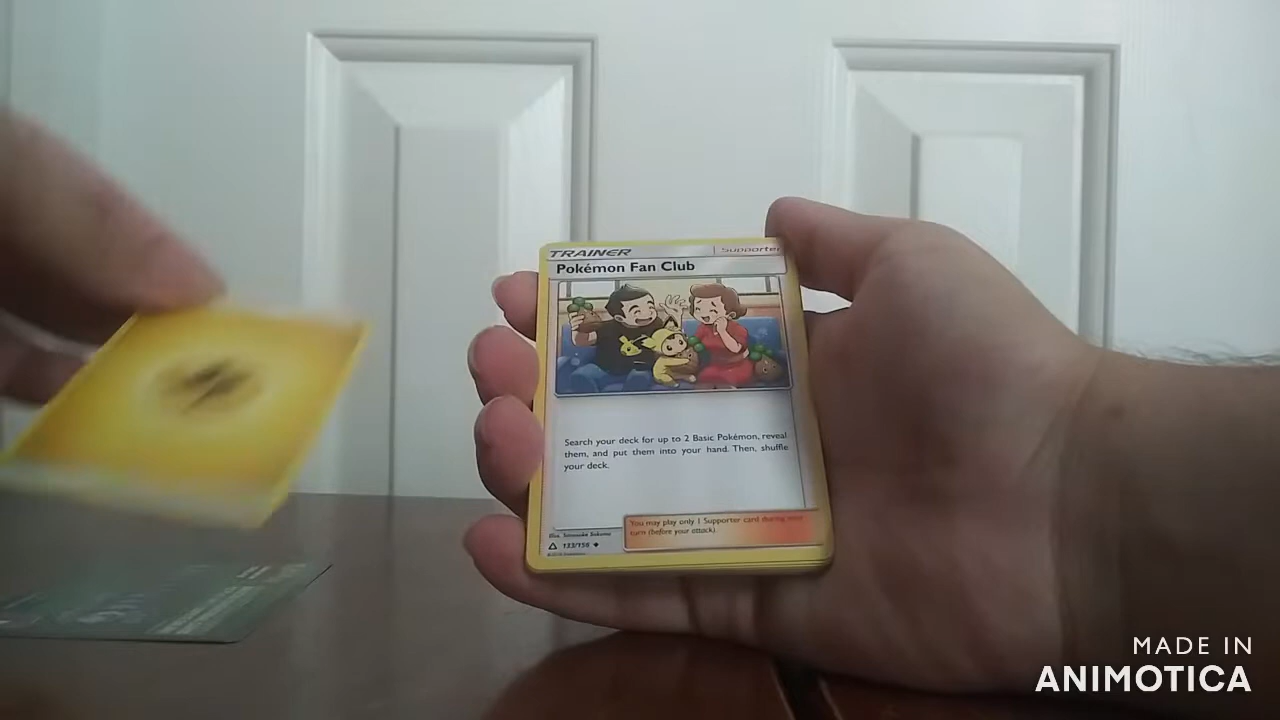 TRAINER Supporter
Pokémon Fan Club
Search your deck for up to 2 Basic Pokémon, reveal
them, and put them into your hand. Then, shuffle
your deck.
You may play only 1 Supporter card during your
turn (before your attack).
133/156
MADE IN
ANIMOTICA